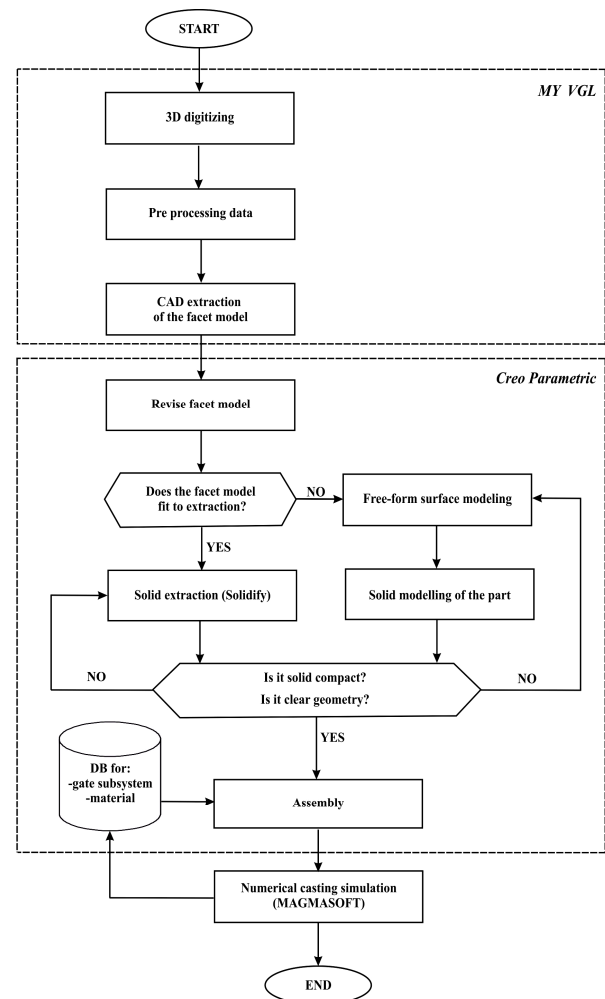 START
MY VGL
3D digitizing
Pre processing data
CAD extraction
of the facet model
Creo Parametric
Revise facet model
Does the facet model
fit to extraction?
NO
Free-form surface modeling
YES
Solid extraction (Solidify)
Solid modelling of the part
NO
Is it solid compact?
Is it clear geometry?
NO
YES
DB for:
-gate subsystem
-material
Assembly
Numerical casting simulation
(MAGMASOFT)
END